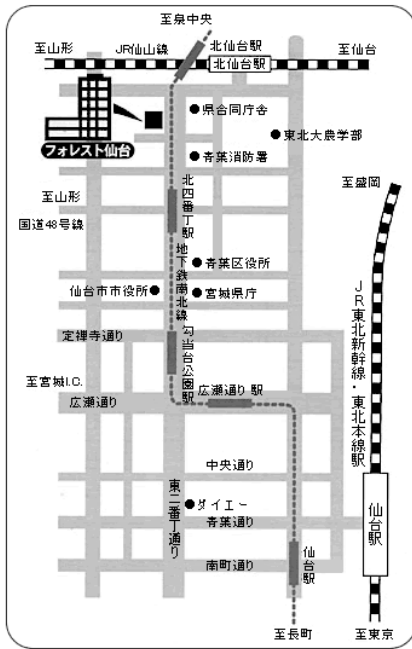 至泉中央
至山形
JR仙山線
北仙台駅
北仙台駅
至仙台
県合同庁舎
東北大農学部
フォレスト仙台
青葉消防署
至山形
北四番丁駅
至盛岡
国道48号線
地下鉄南北線
青葉区役所
仙台市市役所
宮城県庁
JR東北新幹線・東北本線駅
定禅寺通り
勾当台公園駅
至宮城I.C.
広瀬通り
広瀬通り 駅
中央通り
東二番丁通り
ダイエー
青葉通り
仙台駅
仙台駅
南町通り
至長町
至東京